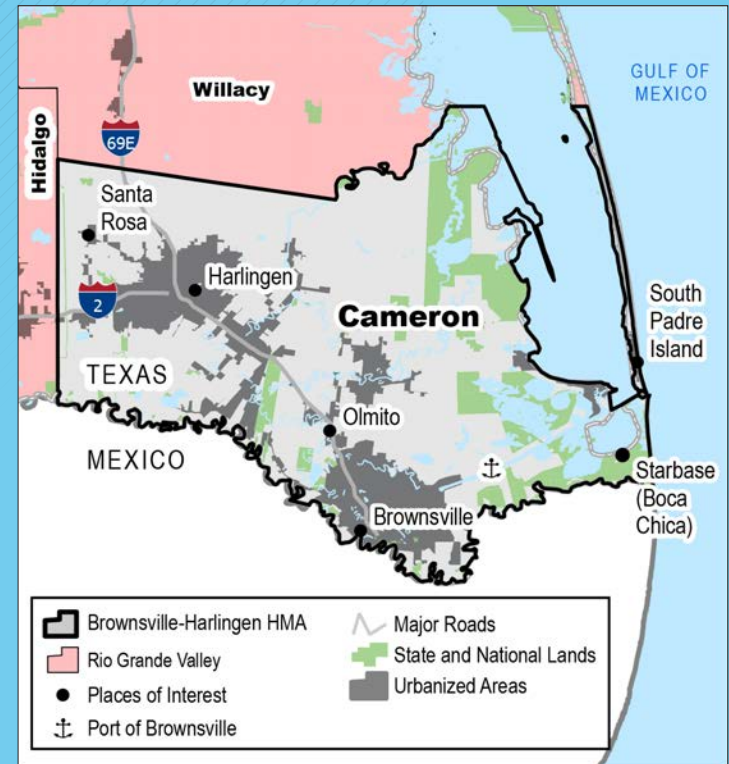 GULF OF
MEXICO
Willacy
Hidalgo
69E
Santa
Rosa
Harlingen
2
Cameron
South
Padre
Island
TEXAS
Olmito
MEXICO
Starbase
(Boca
Chica)
Brownsville
Brownsville-Harlingen HMA
Rio Grande Valley
Places of Interest
Port of Brownsville
Major Roads
State and National Lands
Urbanized Areas